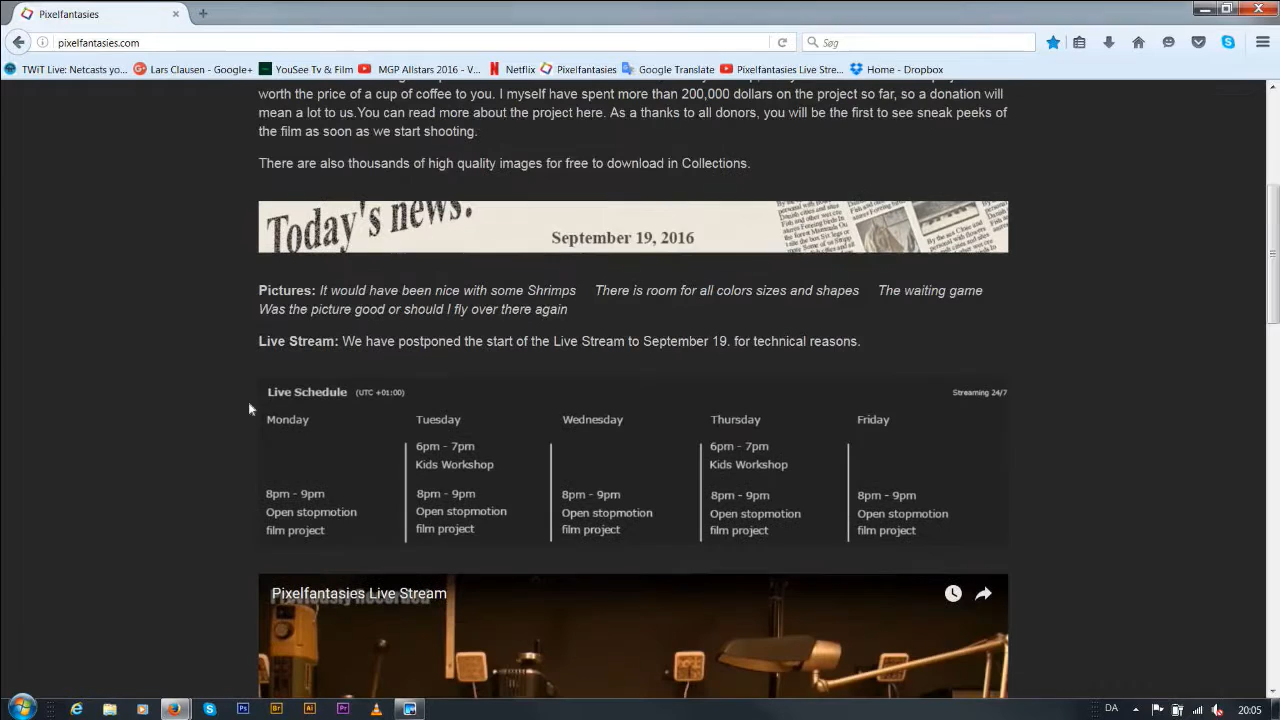 Pixelfantasies
pixelfantasies.com
Søg
TWiT Live: Netcasts yo... Lars Clausen - Google+ YouSee Tv & Film MGP Allstars 2016 - V... Netflix Pixelfantasies Google Translate Pixelfantasies Live Stre... Home - Dropbox
worth the price of a cup of coffee to you. I myself have spent more than 200,000 dollars on the project so far, so a donation will
mean a lot to us.You can read more about the project here. As a thanks to all donors, you will be the first to see sneak peeks of
the film as soon as we start shooting.
There are also thousands of high quality images for free to download in Collections.
Today's news.
September 19, 2016
Pictures: It would have been nice with some Shrimps There is room for all colors sizes and shapes The waiting game
Was the picture good or should I fly over there again
Live Stream: We have postponed the start of the Live Stream to September 19. for technical reasons.
Live Schedule (UTC +01:00) Streaming 24/7
Monday Tuesday Wednesday Thursday Friday
6pm - 7pm 6pm - 7pm
Kids Workshop Kids Workshop
8pm - 9pm 8pm - 9pm 8pm - 9pm 8pm - 9pm 8pm - 9pm
Open stopmotion Open stopmotion Open stopmotion Open stopmotion Open stopmotion
film project film project film project film project film project
Pixelfantasies Live Stream
Previously recorded
DA 20:05